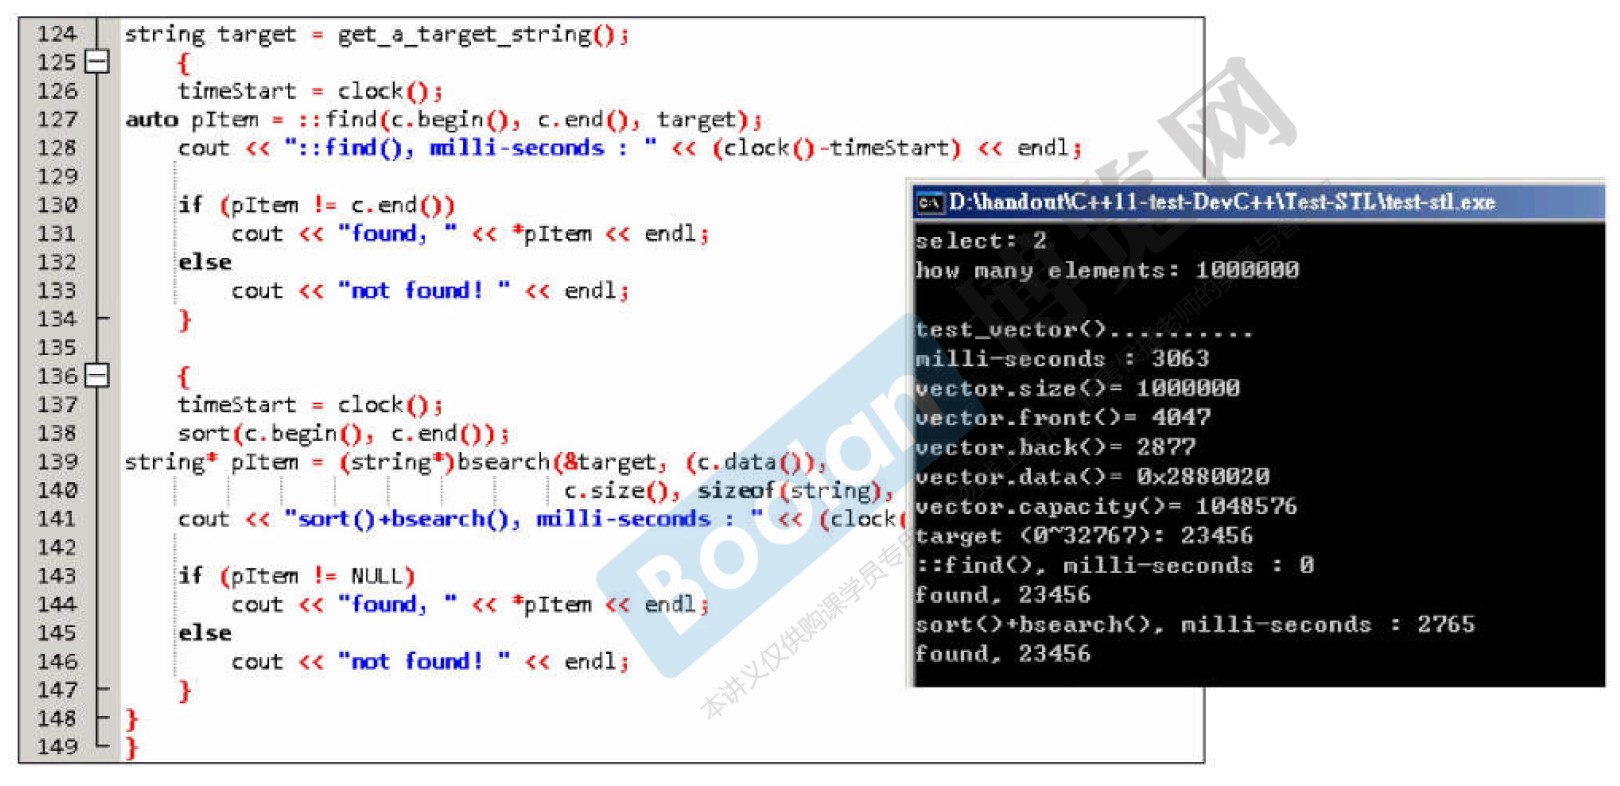 124 string target = get_a_target_string();
125 {
126 timeStart = clock();
127 auto pItem = ::find(c.begin(), c.end(), target);
128 cout << "::find(), milli-seconds : " << (clock()-timeStart) << endl;
129
130 if (pItem != c.end())
131 cout << "found, " << *pItem << endl;
132 else
133 cout << "not found! " << endl;
134 }
135
136 {
137 timeStart = clock();
138 sort(c.begin(), c.end());
139 string* pItem = (string*)bsearch(&target, (c.data()),
140 c.size(), sizeof(string),
141 cout << "sort()+bsearch(), milli-seconds : " << (clock(
142
143 if (pItem != NULL)
144 cout << "found, " << *pItem << endl;
145 else
146 cout << "not found! " << endl;
147 }
148 }
149 }
D:\handout\C++11-test-DevC++\Test-STL\test-stl.exe
select: 2
how many elements: 1000000
test_vector()..........
milli-seconds : 3063
vector.size()= 1000000
vector.front()= 4047
vector.back()= 2877
vector.data()= 0x2880020
vector.capacity()= 1048576
target (0~32767): 23456
::find(), milli-seconds : 0
found, 23456
sort()+bsearch(), milli-seconds : 2765
found, 23456
Boolan
博览网
本讲义仅供购课学员专用